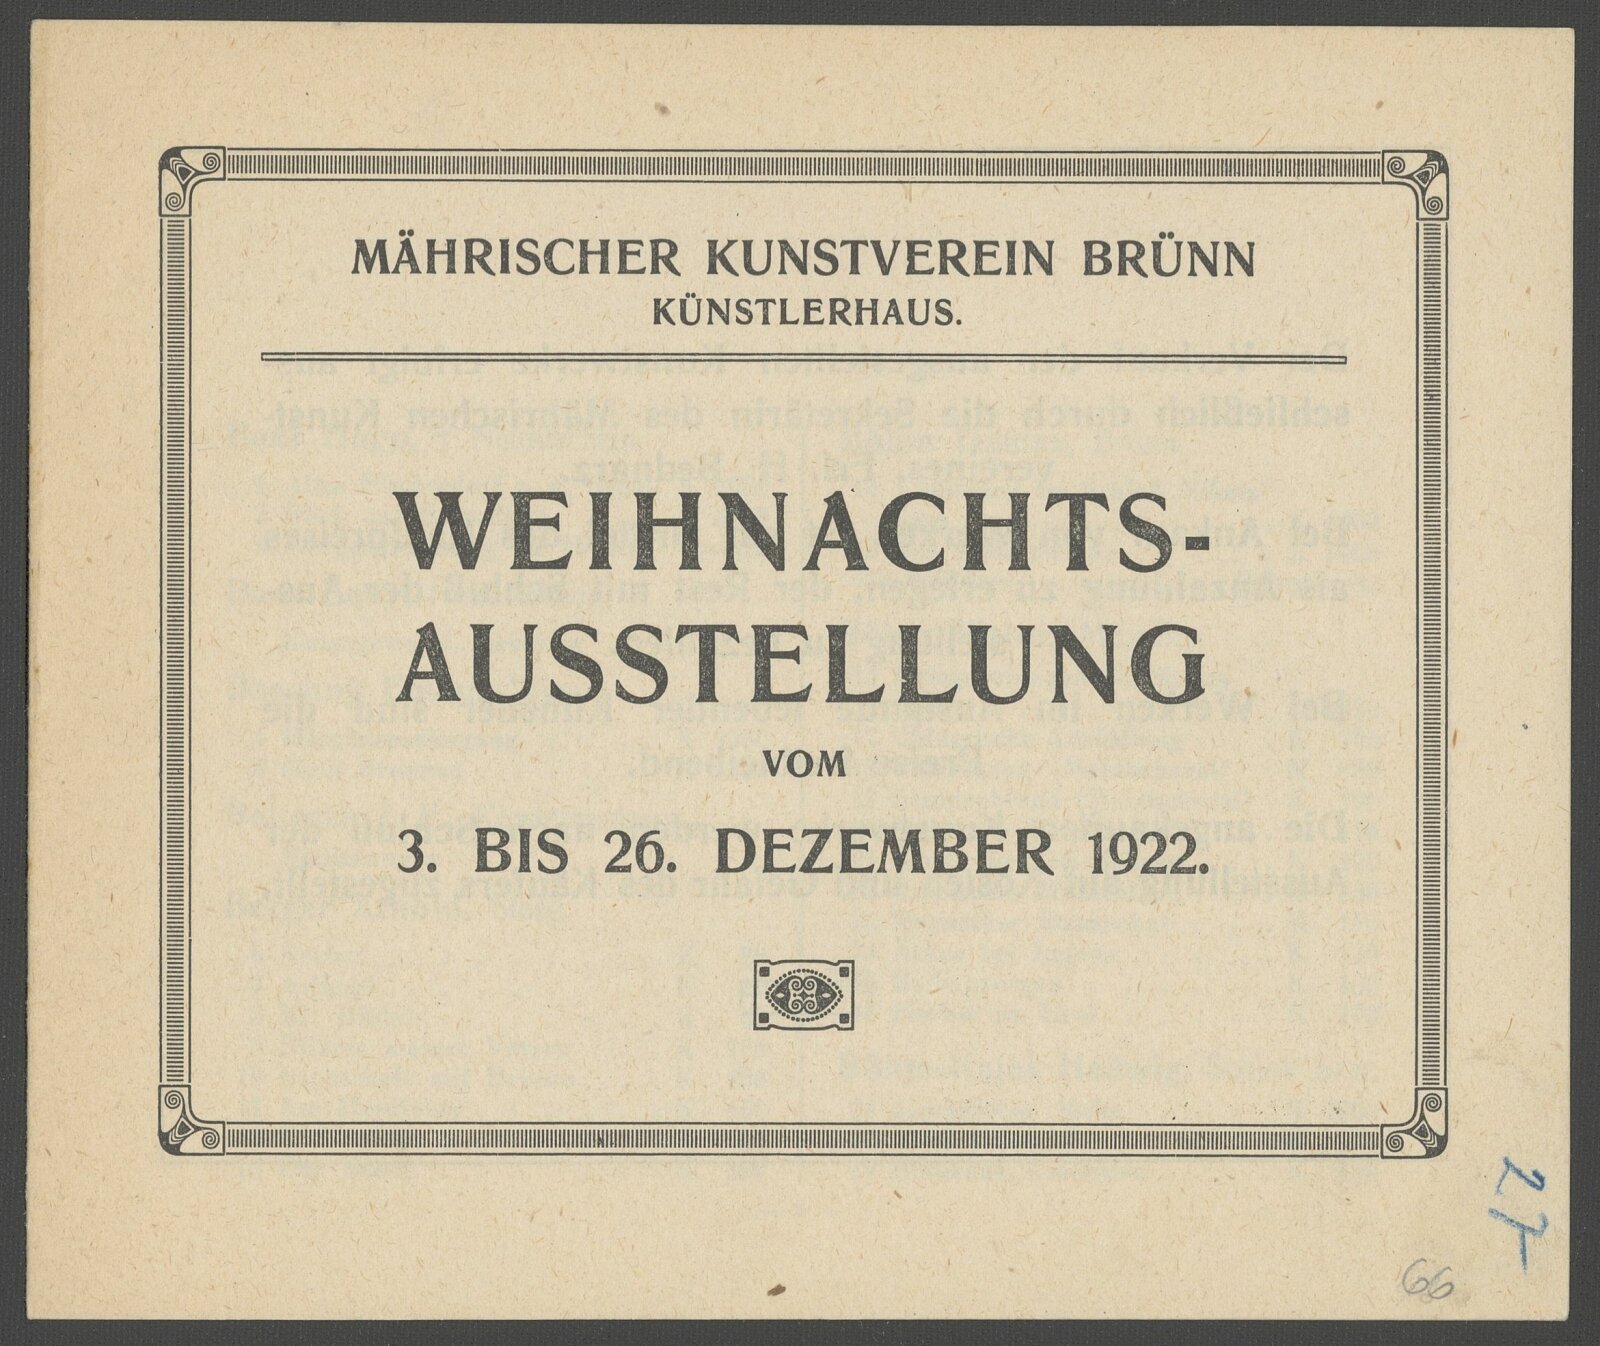 MÄHRISCHER KUNSTVEREIN BRÜNN
KÜNSTLERHAUS.
WEIHNACHTS-
AUSSTELLUNG
VOM
3. BIS 26. DEZEMBER 1922.
27
66